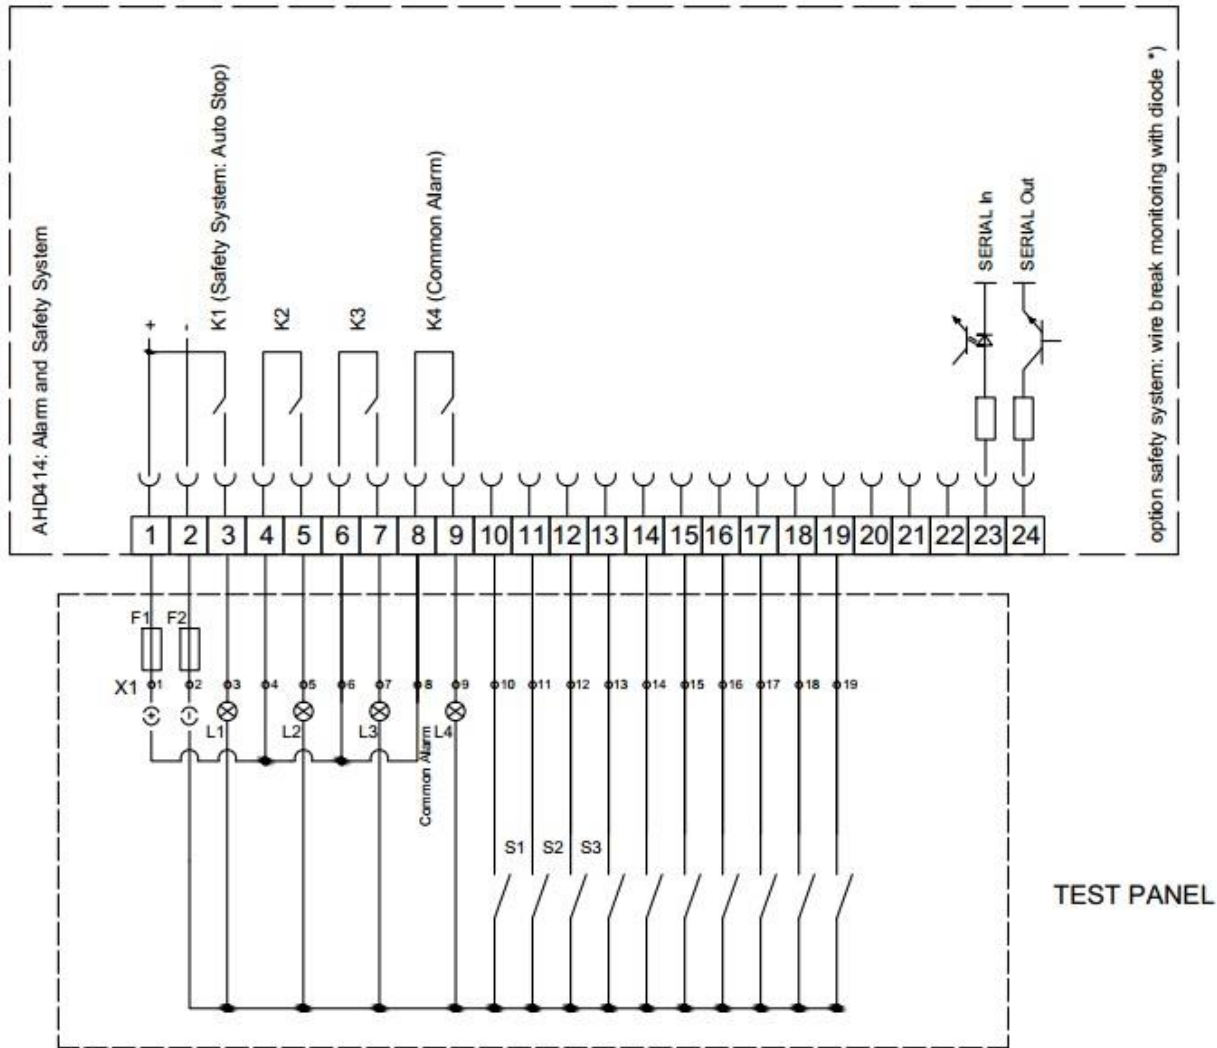 AHD414: Alarm and Safety System
+
-
K1 (Safety System: Auto Stop)
K2
K3
K4 (Common Alarm)
SERIAL In
SERIAL Out
option safety system: wire break monitoring with diode *)
1 2 3 4 5 6 7 8 9 10 11 12 13 14 15 16 17 18 19 20 21 22 23 24
F1 F2
X1 1 2 3 4 5 6 7 8 9 10 11 12 13 14 15 16 17 18 19
(+) (-)
L1 L2 L3 L4
Common Alarm
S1 S2 S3
TEST PANEL